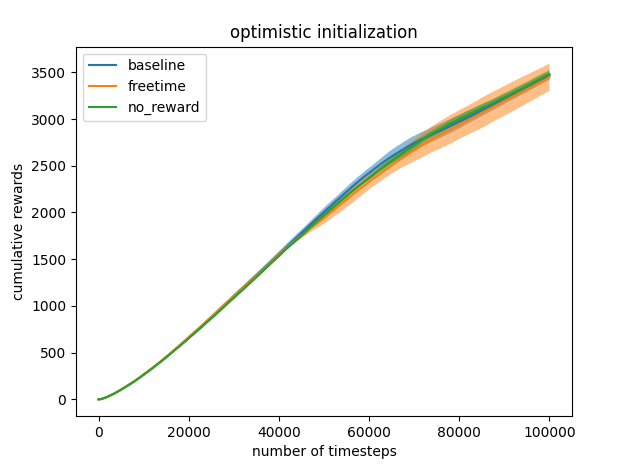 optimistic initialization
baseline
freetime
no_reward
cumulative rewards
3500
3000
2500
2000
1500
1000
500
0
0 20000 40000 60000 80000 100000
number of timesteps